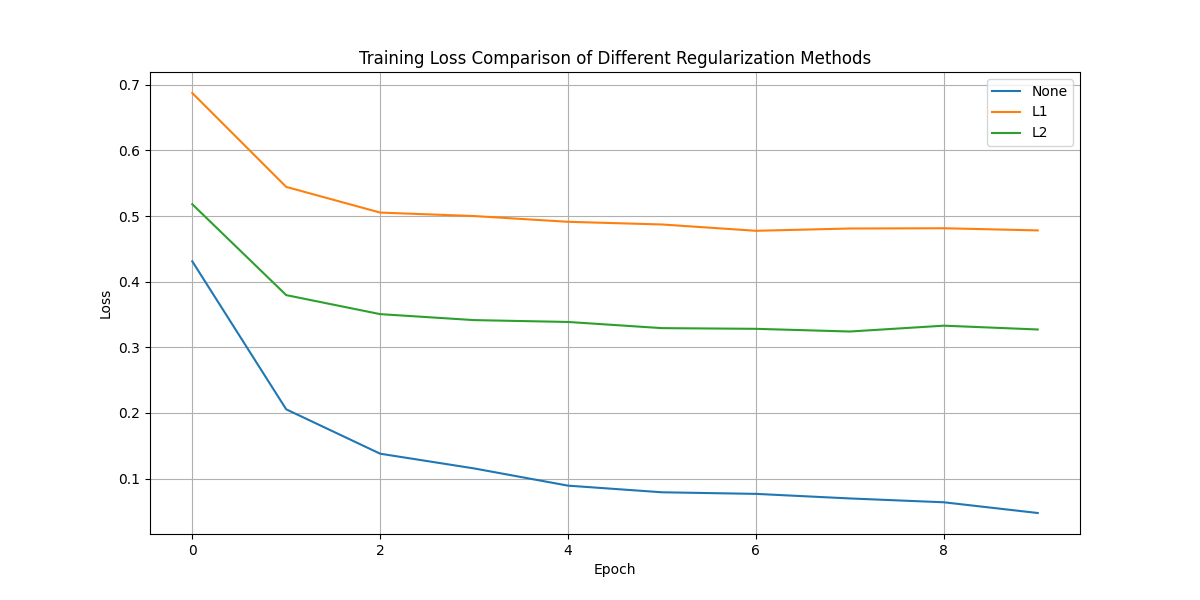 Training Loss Comparison of Different Regularization Methods
0.7
0.6
0.5
0.4
0.3
0.2
0.1
Loss
None
L1
L2
0 2 4 6 8
Epoch